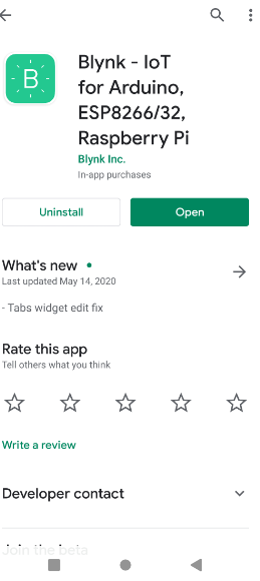 B
Blynk - IoT
for Arduino,
ESP8266/32,
Raspberry Pi
Blynk Inc.
In-app purchases
Uninstall
Open
What's new
Last updated May 14, 2020
- Tabs widget edit fix
Rate this app
Tell others what you think
Write a review
Developer contact
Join the beta